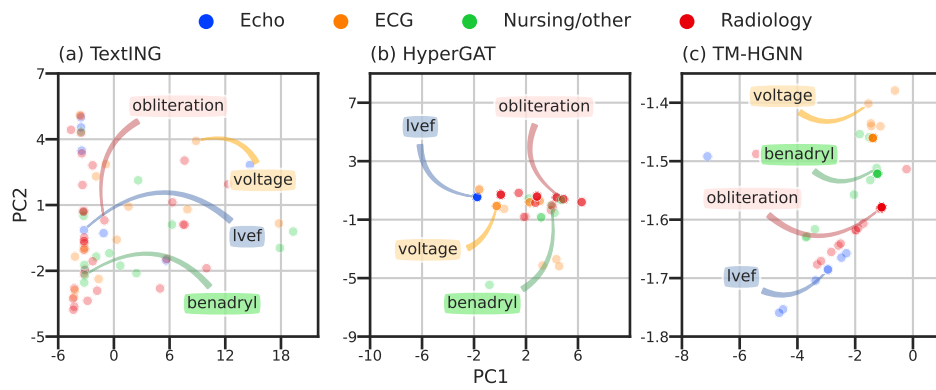 Echo ECG Nursing/other Radiology
(a) TextING (b) HyperGAT (c) TM-HGNN
PC2
7
4
1
-2
-5
-6 0 6 12 18
obliteration
voltage
lvef
benadryl
7
3
-1
-5
-9
-10 -6 -2 2 6
obliteration
lvef
voltage
benadryl
-1.4
-1.5
-1.6
-1.7
-1.8
-8 -6 -4 -2 0
voltage
benadryl
obliteration
lvef
PC1